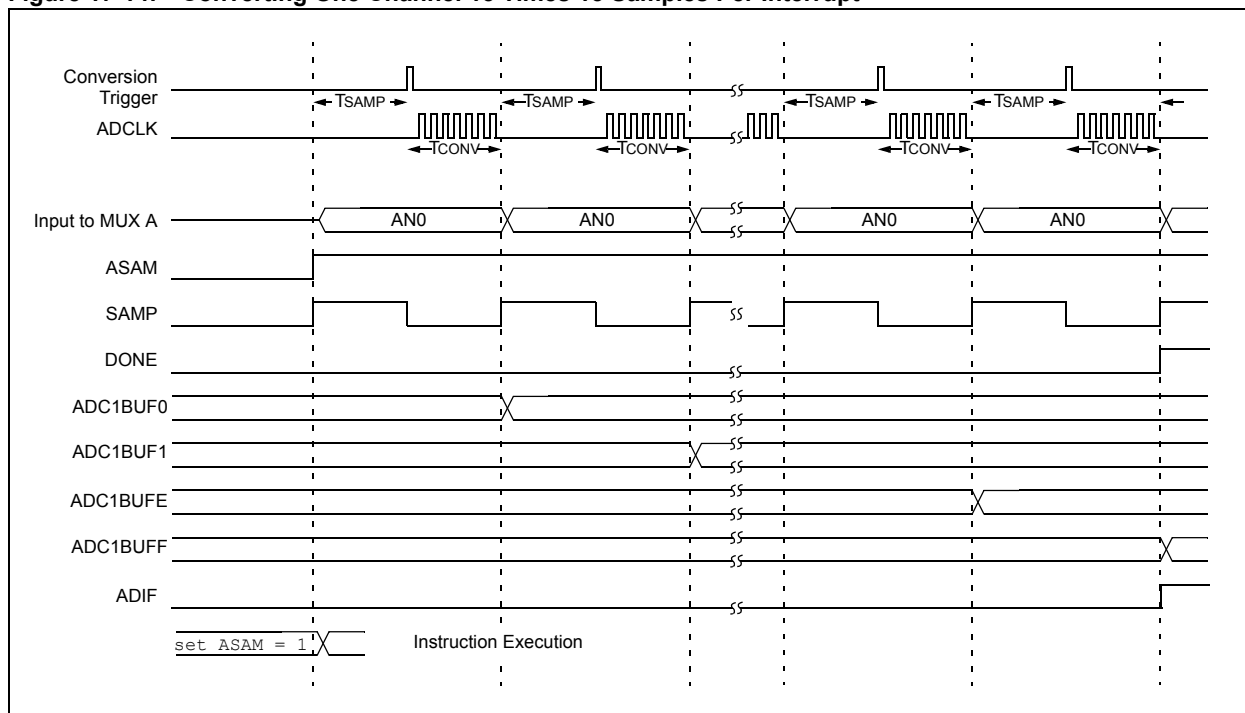 Conversion
Trigger
TSAMP TSAMP TSAMP TSAMP
ADCLK
TCONV TCONV TCONV TCONV
Input to MUX A AN0 AN0 AN0 AN0
ASAM
SAMP
DONE
ADC1BUF0
ADC1BUF1
ADC1BUFE
ADC1BUFF
ADIF
set ASAM = 1 Instruction Execution